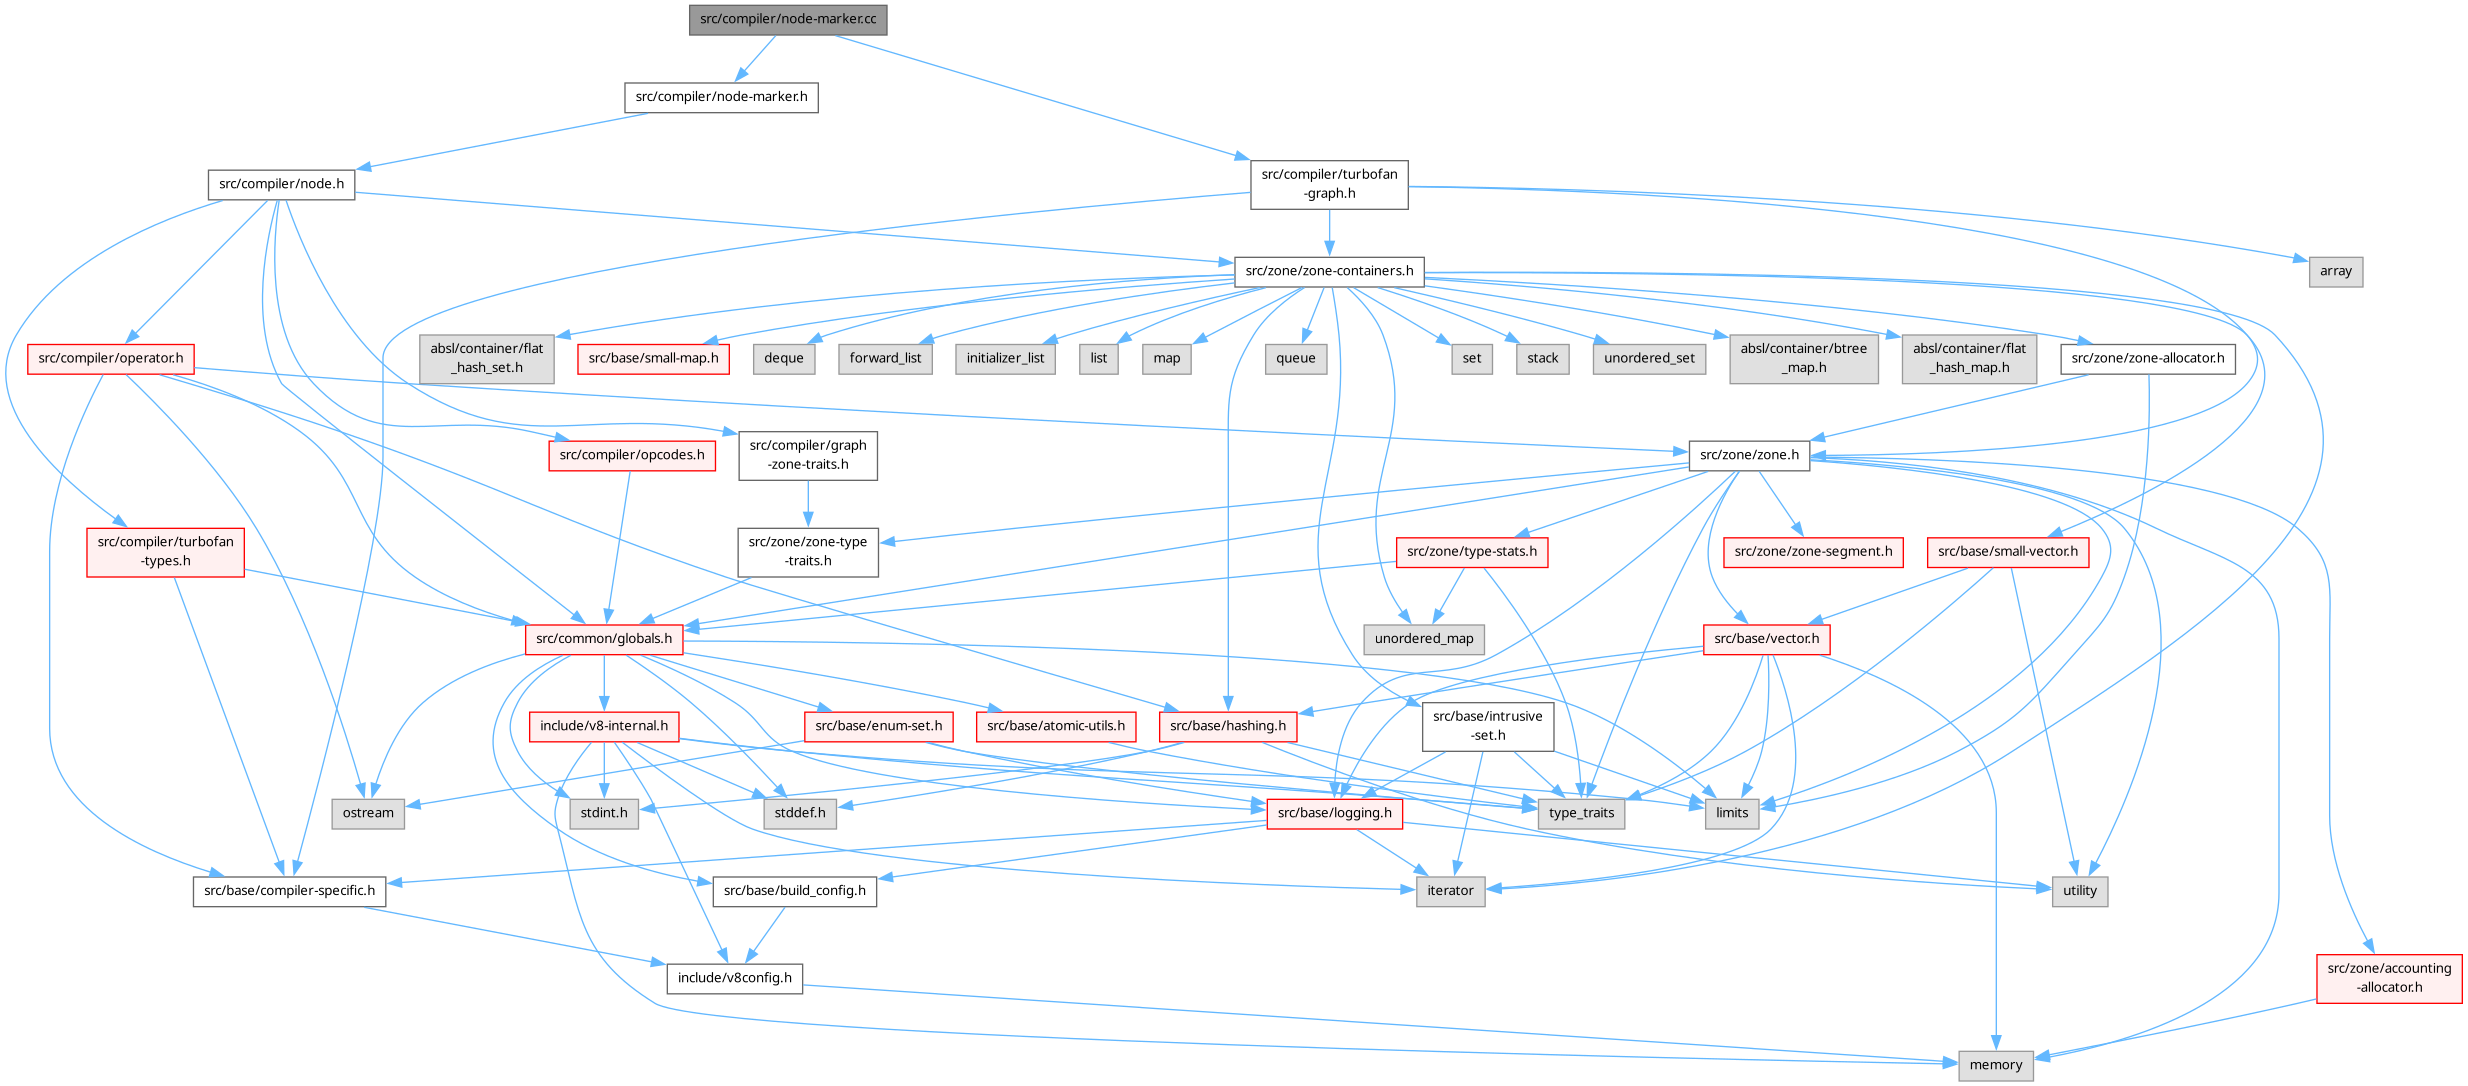 src/compiler/node-marker.cc
src/compiler/node-marker.h
src/compiler/node.h
src/compiler/turbofan
-graph.h
src/zone/zone-containers.h
array
src/compiler/operator.h
absl/container/flat
_hash_set.h
src/base/small-map.h
deque
forward_list
initializer_list
list
map
queue
set
stack
unordered_set
absl/container/btree
_map.h
absl/container/flat
_hash_map.h
src/zone/zone-allocator.h
src/compiler/opcodes.h
src/compiler/graph
-zone-traits.h
src/zone/zone.h
src/compiler/turbofan
-types.h
src/zone/zone-type
-traits.h
src/zone/type-stats.h
src/zone/zone-segment.h
src/base/small-vector.h
src/common/globals.h
unordered_map
src/base/vector.h
include/v8-internal.h
src/base/enum-set.h
src/base/atomic-utils.h
src/base/hashing.h
src/base/intrusive
-set.h
ostream
stdint.h
stddef.h
src/base/logging.h
type_traits
limits
src/base/compiler-specific.h
src/base/build_config.h
iterator
utility
include/v8config.h
src/zone/accounting
-allocator.h
memory